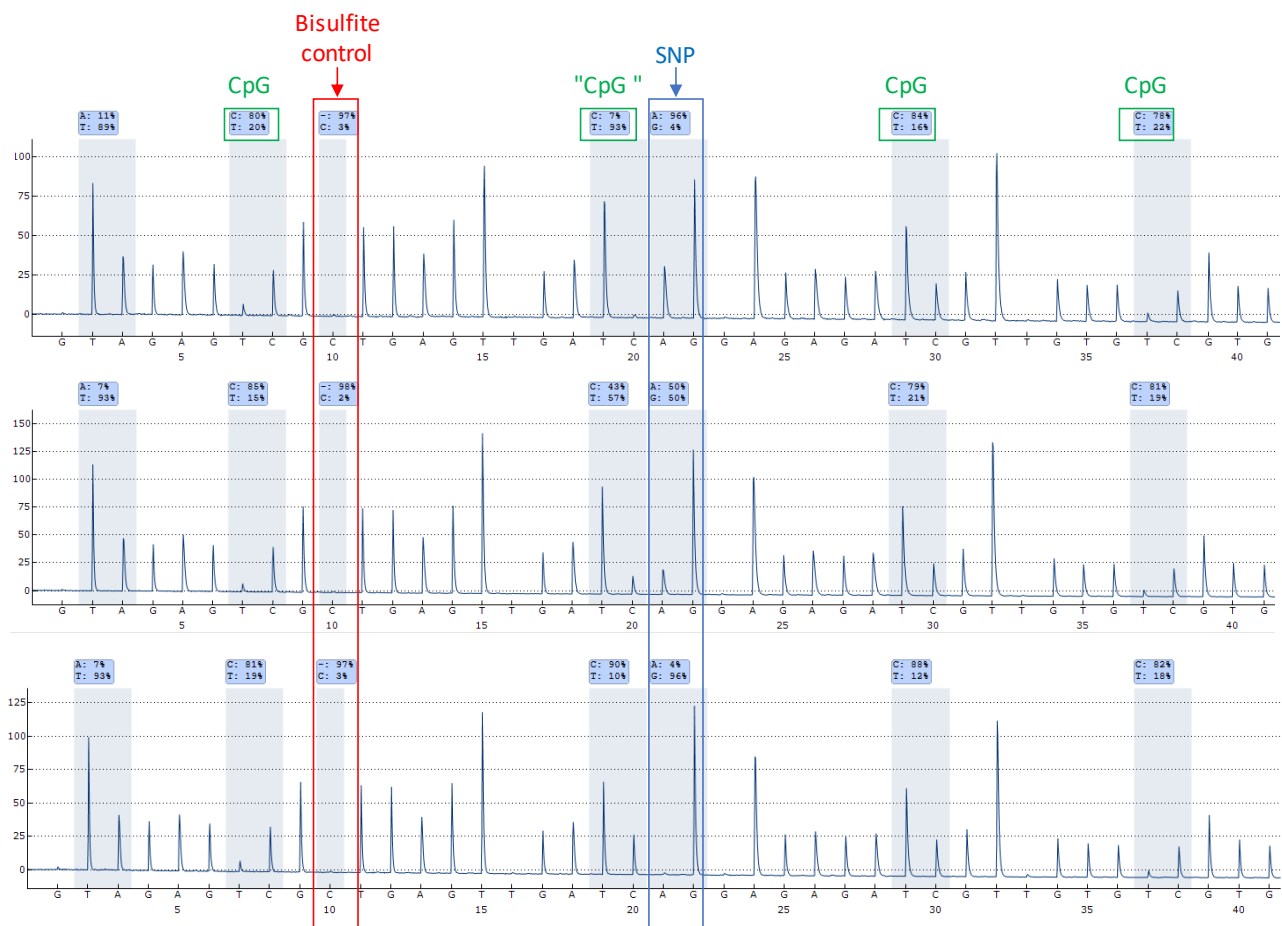 Bisulfite
control
SNP
CpG
"CpG "
CpG
CpG
A: 11%
T: 89%
C: 80%
T: 20%
-: 97%
C: 3%
C: 7%
T: 93%
A: 96%
G: 4%
C: 84%
T: 16%
C: 78%
T: 22%
100
75
50
25
0
G T A G A G T C G C T G A G T T G A T C A G G A G A G A T C G T T G T G T C G T G
5 10 15 20 25 30 35 40
A: 7%
T: 93%
C: 85%
T: 15%
-: 98%
C: 2%
C: 43%
T: 57%
A: 50%
G: 50%
C: 79%
T: 21%
C: 81%
T: 19%
150
125
100
75
50
25
0
G T A G A G T C G C T G A G T T G A T C A G G A G A G A T C G T T G T G T C G T G
5 10 15 20 25 30 35 40
A: 7%
T: 93%
C: 81%
T: 19%
-: 97%
C: 3%
C: 90%
T: 10%
A: 4%
G: 96%
C: 88%
T: 12%
C: 82%
T: 18%
125
100
75
50
25
0
G T A G A G T C G C T G A G T T G A T C A G G A G A G A T C G T T G T G T C G T G
5 10 15 20 25 30 35 40